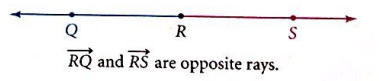 Q R S
RQ and RS are opposite rays.